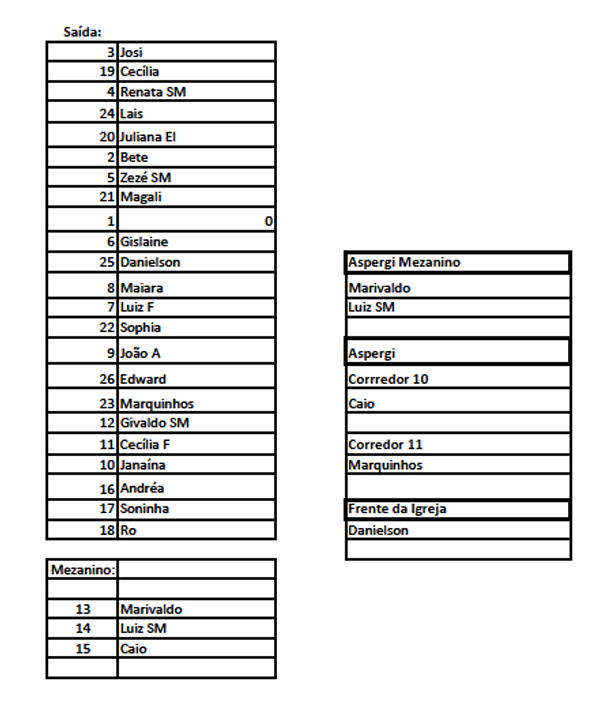 Saída:
3 Josi
19 Cecília
4 Renata SM
24 Lais
20 Juliana El
2 Bete
5 Zezé SM
21 Magali
1 0
6 Gislaine
25 Danielson
8 Maiara
7 Luiz F
22 Sophia
9 João A
26 Edward
23 Marquinhos
12 Givaldo SM
11 Cecília F
10 Janaína
16 Andréa
17 Soninha
18 Ro
Mezanino:
13 Marivaldo
14 Luiz SM
15 Caio
Aspergi Mezanino
Marivaldo
Luiz SM
Aspergi
Corrredor 10
Caio
Corredor 11
Marquinhos
Frente da Igreja
Danielson